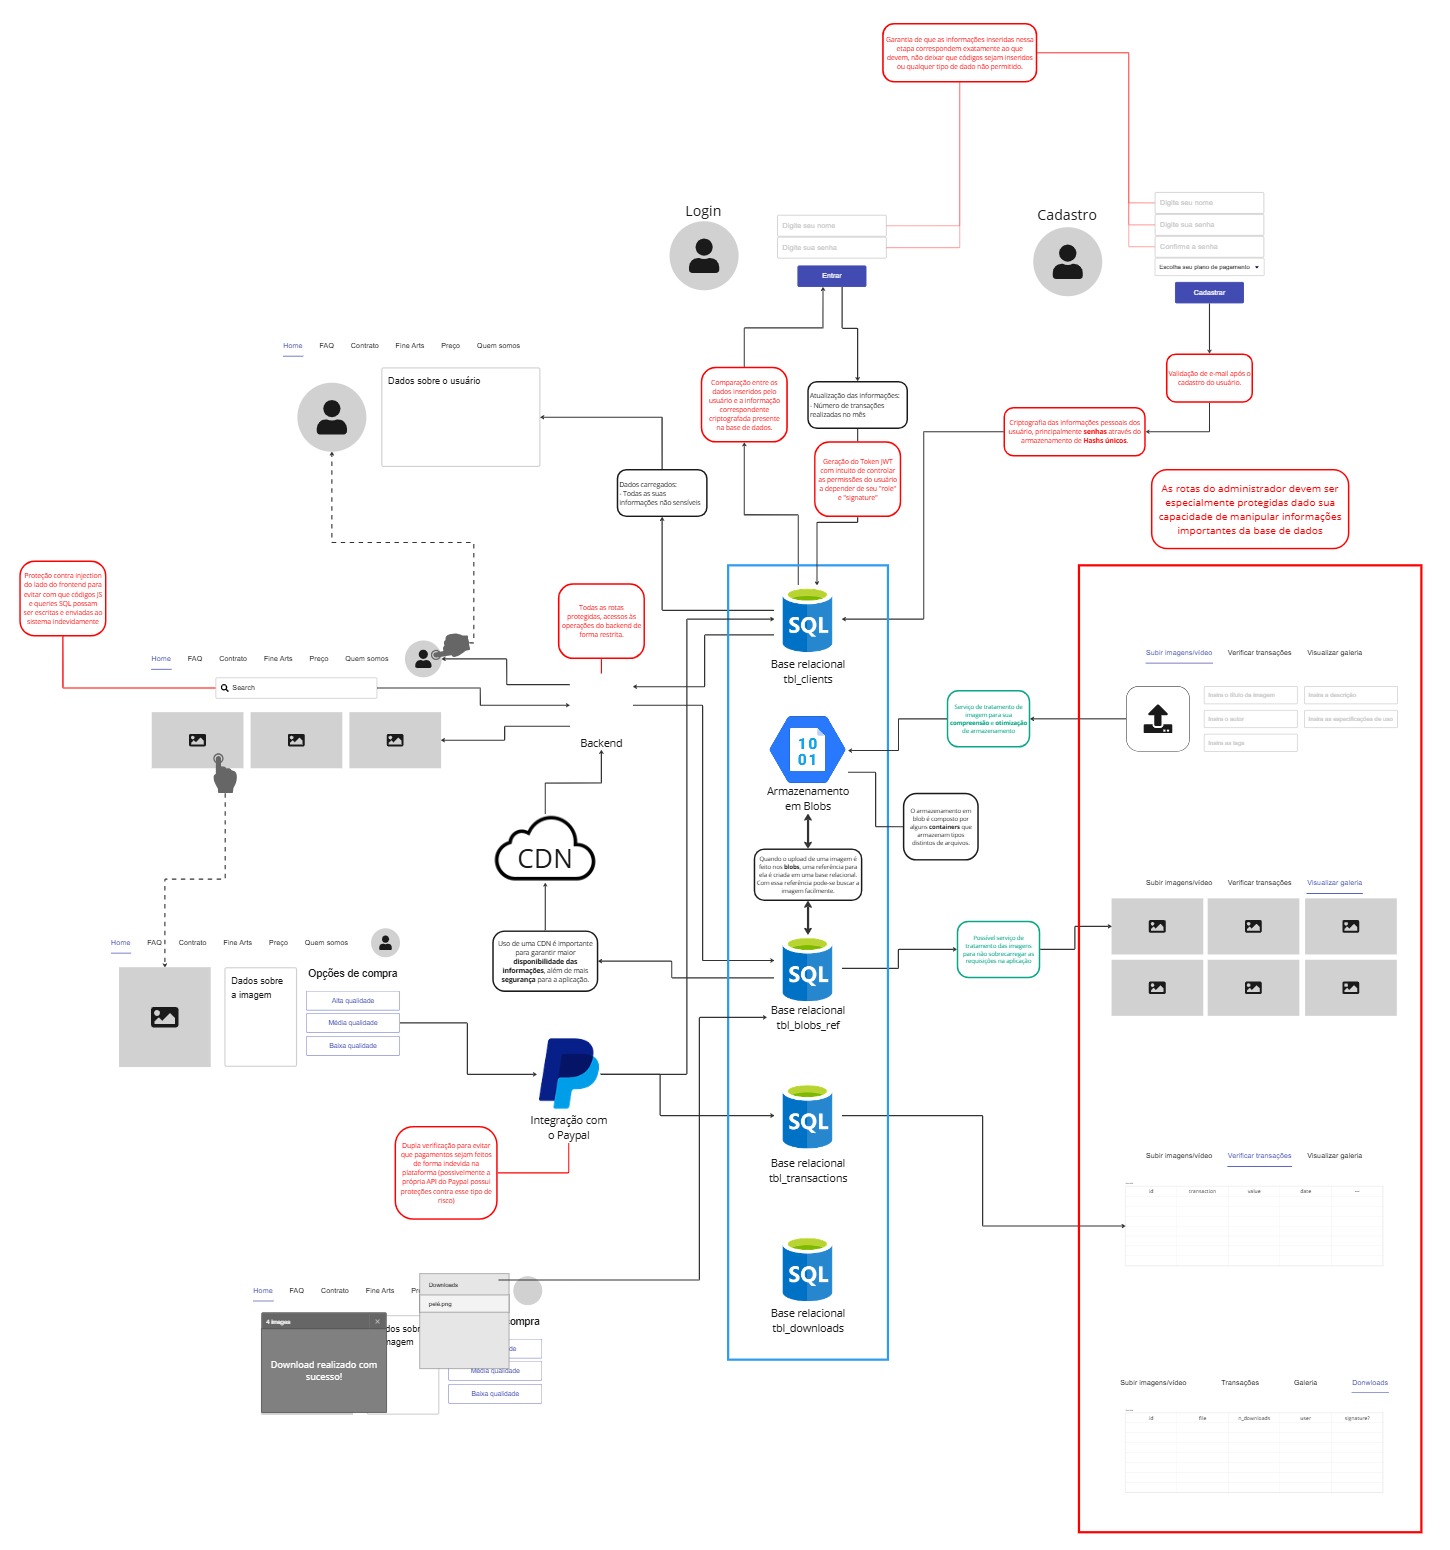 Garantia de que as informações inseridas nessa
etapa correspondem exatamente ao que
devem, não deixar que códigos sejam inseridos
ou qualquer tipo de dado não permitido.
Login
Digite seu nome
Digite sua senha
Entrar
Cadastro
Digite seu nome
Digite sua senha
Confirme a senha
Escolha seu plano de pagamento
Cadastrar
Home FAQ Contrato Fine Arts Preço Quem somos
Dados sobre o usuário
Comparação entre os
dados inseridos pelo
usuário e a informação
correspondente
criptografada presente
na base de dados.
Atualização das informações:
- Número de transações
realizadas no mês
Validação de e-mail após o
cadastro do usuário.
Criptografia das informações pessoais dos
usuário, principalmente senhas através do
armazenamento de Hashs únicos.
Geração do Token JWT
com intuito de controlar
as permissões do usuário
a depender de seu "role"
e "signature"
Dados carregados:
- Todas as suas
informações não sensíveis
As rotas do administrador devem ser
especialmente protegidas dado sua
capacidade de manipular informações
importantes da base de dados
Proteção contra injection
do lado do frontend para
evitar com que códigos JS
e queries SQL possam
ser escritas e enviadas ao
sistema indevidamente
Todas as rotas
protegidas, acessos às
operações do backend de
forma restrita.
Home FAQ Contrato Fine Arts Preço Quem somos
Search
Backend
SQL
Base relacional
tbl_clients
10
01
Armazenamento
em Blobs
Serviço de tratamento de
imagem para sua
compreensão e otimização
de armazenamento
Subir imagens/vídeo Verificar transações Visualizar galeria
Insira o título da imagem
Insira a descrição
Insira o autor
Insira as especificações de uso
Insira as tags
O armazenamento em
blob é composto por
alguns containers que
armazenam tipos
distintos de arquivos.
CDN
Quando o upload de uma imagem é
feito nos blobs, uma referência para
ela é criada em uma base relacional.
Com essa referência pode-se buscar a
imagem facilmente.
Subir imagens/vídeo Verificar transações Visualizar galeria
Uso de uma CDN é importante
para garantir maior
disponibilidade das
informações, além de mais
segurança para a aplicação.
SQL
Base relacional
tbl_blobs_ref
Possível serviço de
tratamento das imagens
para não sobrecarregar as
requisições na aplicação
Home FAQ Contrato Fine Arts Preço Quem somos
Dados sobre
a imagem
Opções de compra
Alta qualidade
Média qualidade
Baixa qualidade
Integração com
o Paypal
Dupla verificação para evitar
que pagamentos sejam feitos
de forma indevida na
plataforma (possivelmente a
própria API do Paypal possui
proteções contra esse tipo de
risco)
SQL
Base relacional
tbl_transactions
Subir imagens/vídeo Verificar transações Visualizar galeria
id transaction value date ...
SQL
Base relacional
tbl_downloads
Home FAQ Contrato Fine Arts Pr
Downloads
pelé.png
4 images
Download realizado com
sucesso!
dos sobr
magem
ompra
de
Média qualidade
Baixa qualidade
Subir imagens/vídeo Transações Galeria Donwloads
id file n_downloads user signature?